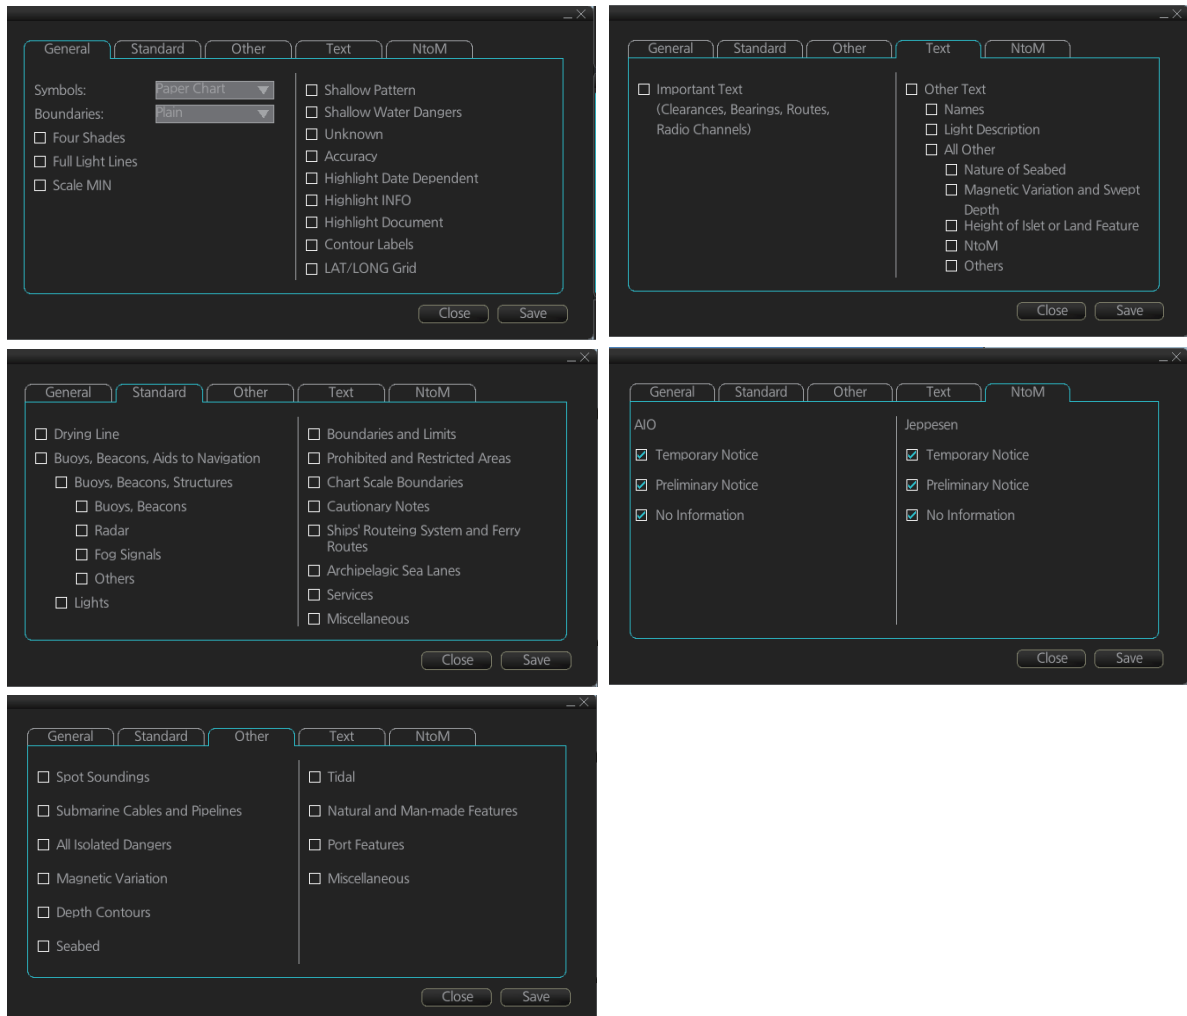 General Standard Other Text NtoM
Symbols: Paper Chart
Boundaries: Plain
Four Shades
Full Light Lines
Scale MIN
Shallow Pattern
Shallow Water Dangers
Unknown
Accuracy
Highlight Date Dependent
Highlight INFO
Highlight Document
Contour Labels
LAT/LONG Grid
Close Save
General Standard Other Text NtoM
Important Text
(Clearances, Bearings, Routes,
Radio Channels)
Other Text
Names
Light Description
All Other
Nature of Seabed
Magnetic Variation and Swept
Depth
Height of Islet or Land Feature
NtoM
Others
Close Save
General Standard Other Text NtoM
Drying Line
Buoys, Beacons, Aids to Navigation
Buoys, Beacons, Structures
Buoys, Beacons
Radar
Fog Signals
Others
Lights
Boundaries and Limits
Prohibited and Restricted Areas
Chart Scale Boundaries
Cautionary Notes
Ships' Routeing System and Ferry
Routes
Archipelagic Sea Lanes
Services
Miscellaneous
Close Save
General Standard Other Text NtoM
AIO
Temporary Notice
Preliminary Notice
No Information
Jeppesen
Temporary Notice
Preliminary Notice
No Information
Close Save
General Standard Other Text NtoM
Spot Soundings
Submarine Cables and Pipelines
All Isolated Dangers
Magnetic Variation
Depth Contours
Seabed
Tidal
Natural and Man-made Features
Port Features
Miscellaneous
Close Save